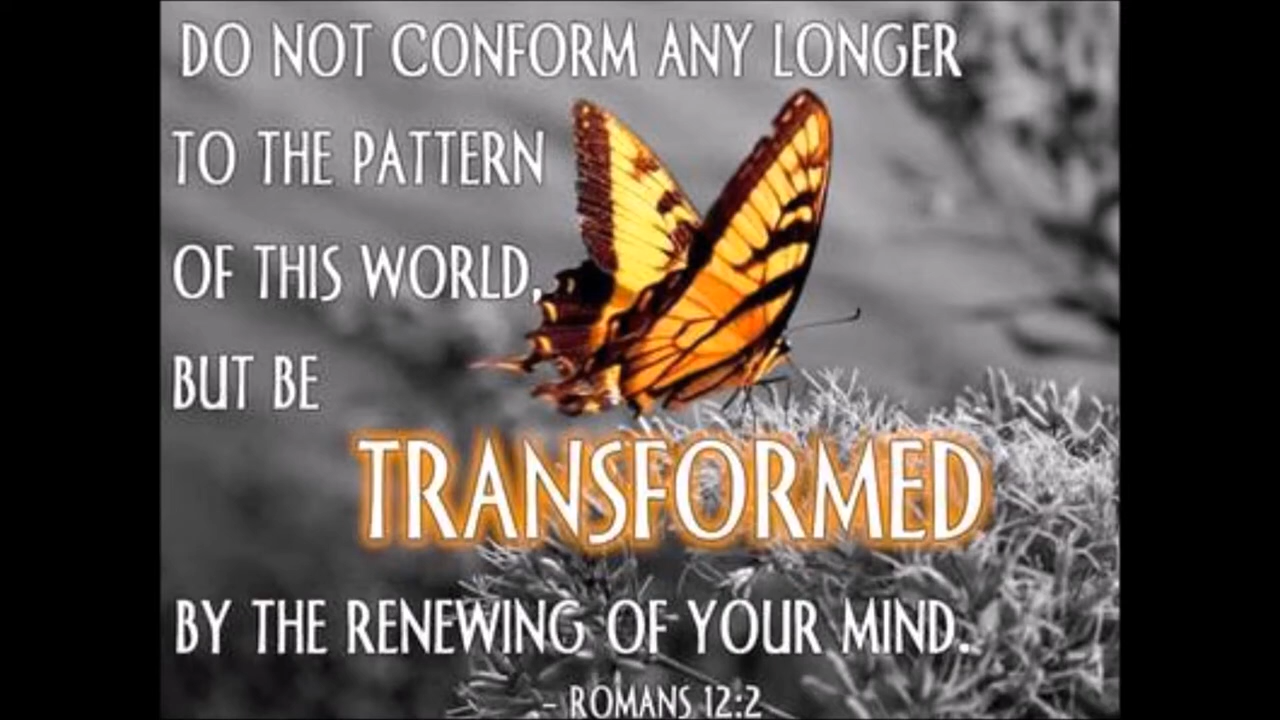 DO NOT CONFORM ANY LONGER
TO THE PATTERN
OF THIS WORLD,
BUT BE
TRANSFORMED
BY THE RENEWING OF YOUR MIND.
- ROMANS 12:2